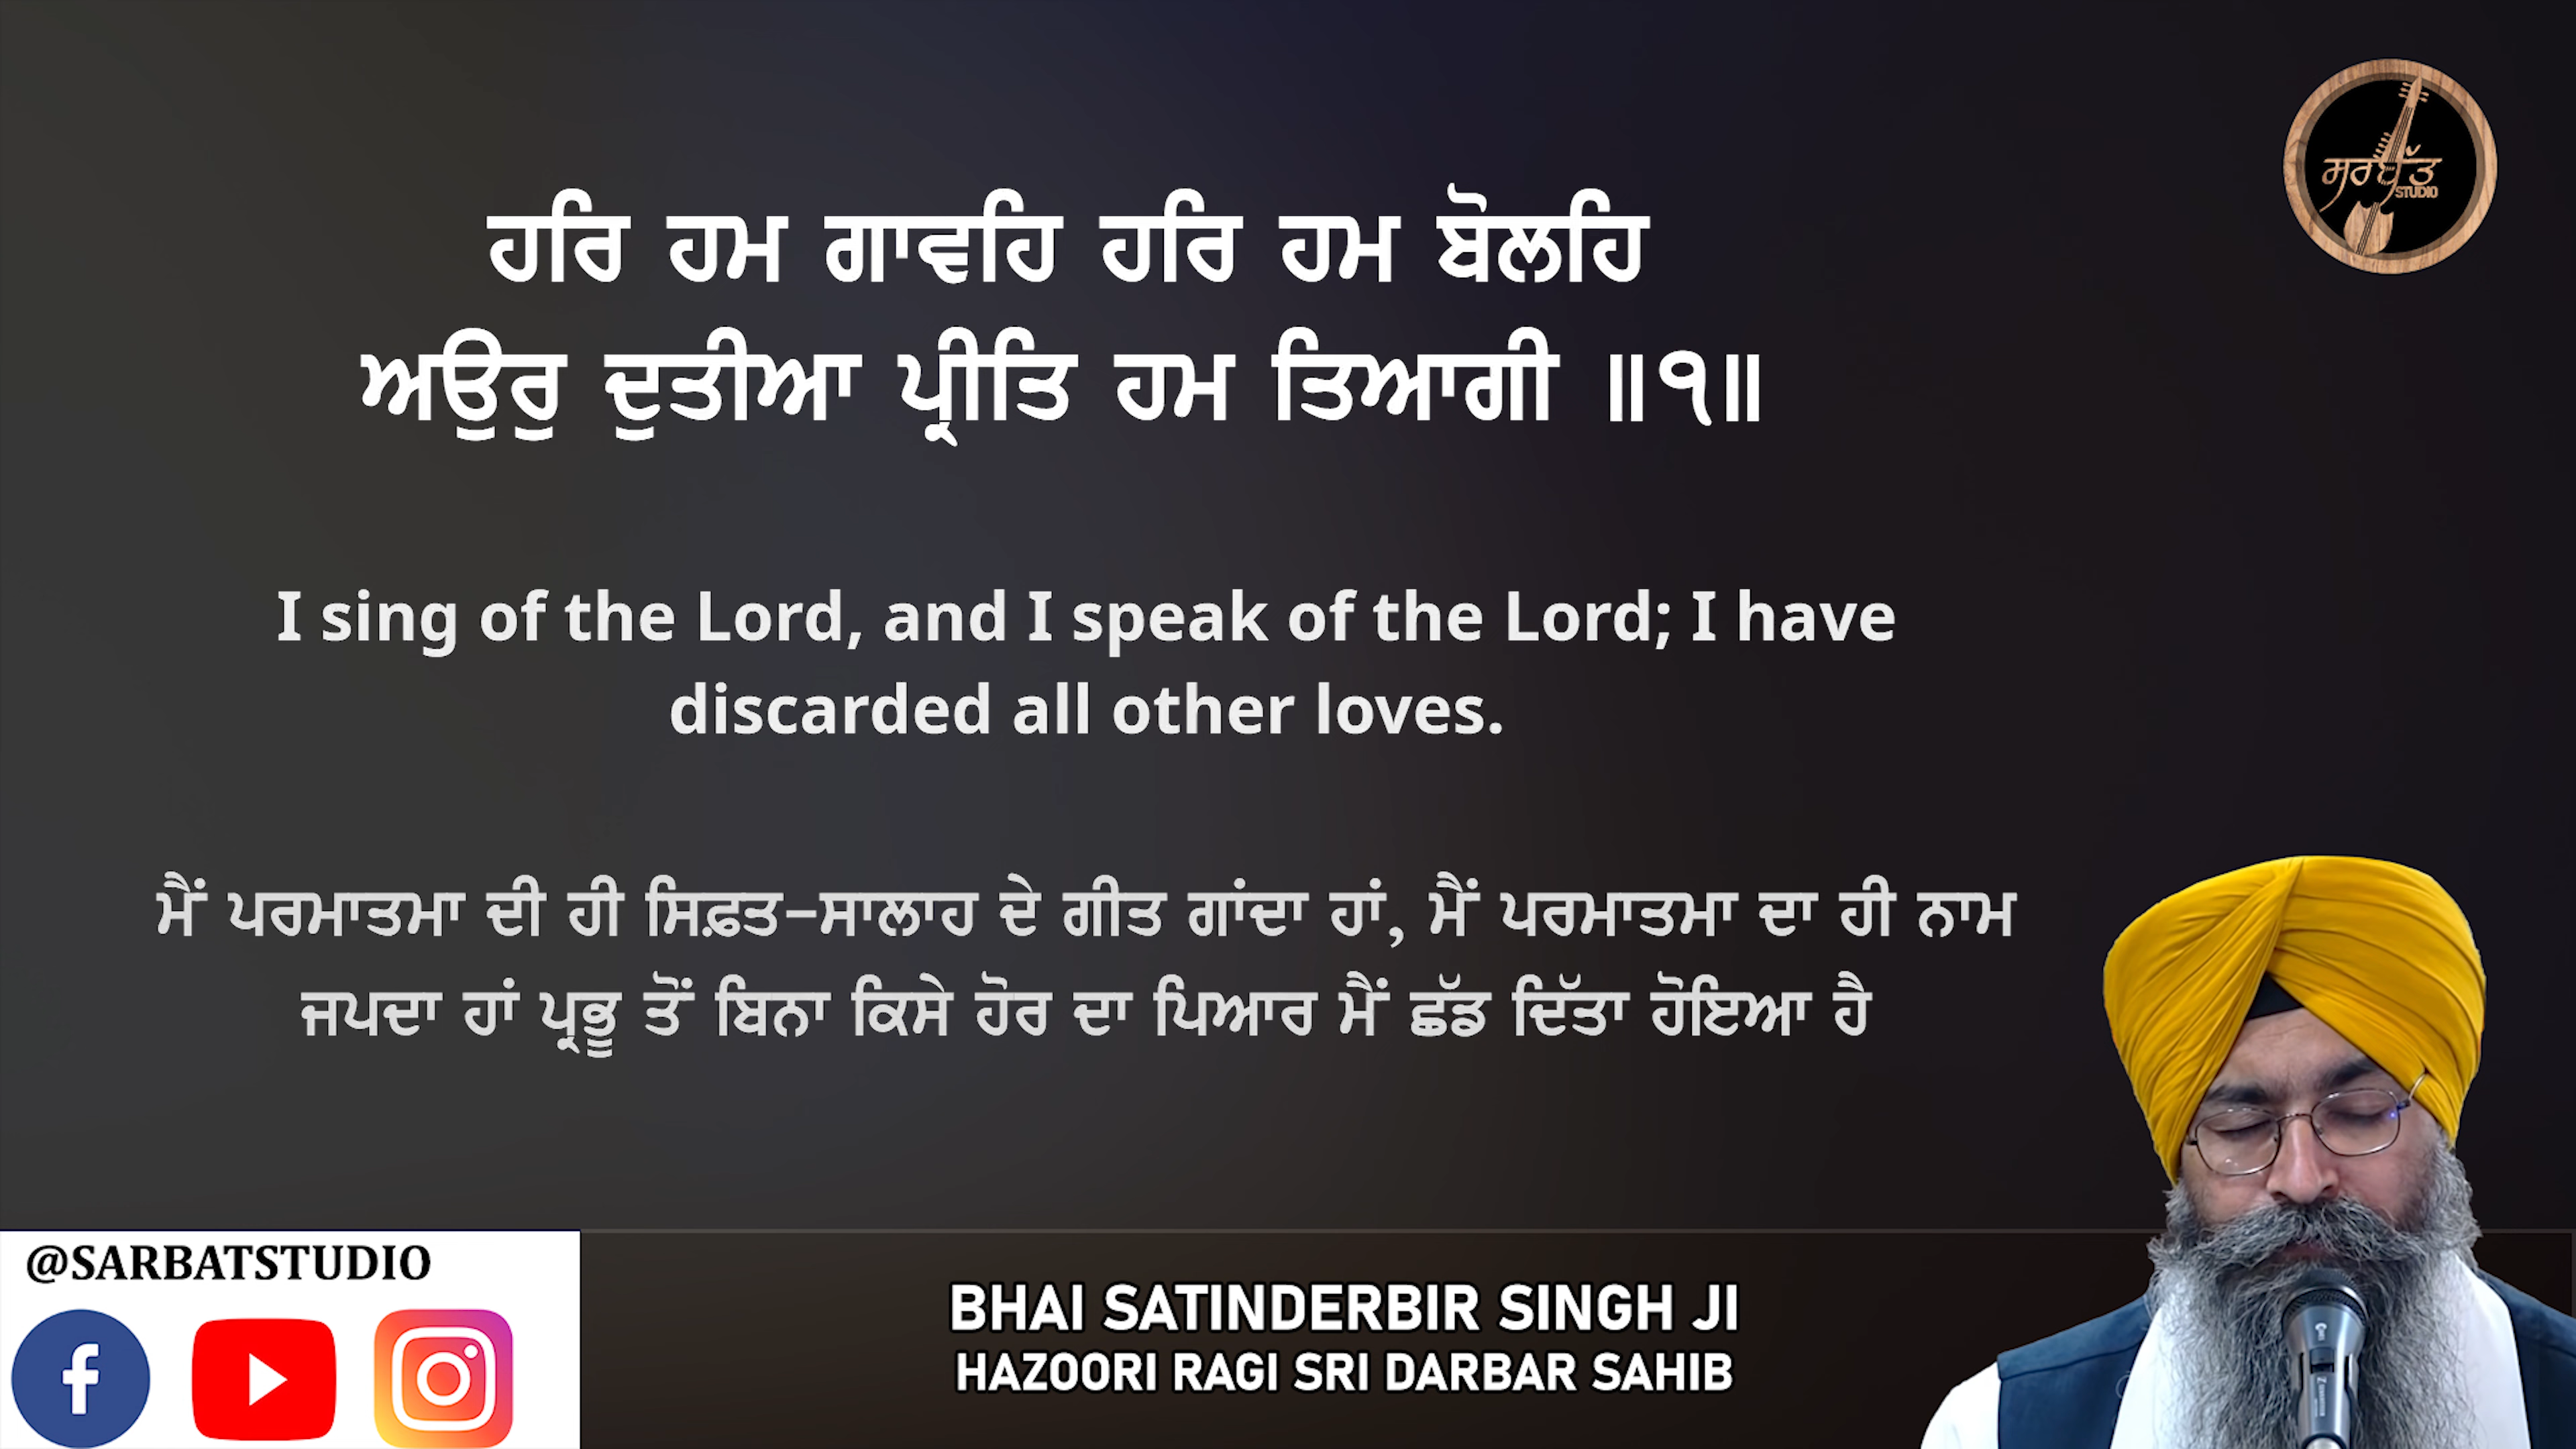 ਸਰਬੱਤ
STUDIO
ਹਰਿ ਹਮ ਗਾਵਹਿ ਹਰਿ ਹਮ ਬੋਲਹਿ
ਅਉਰੁ ਦੁਤੀਆ ਪ੍ਰੀਤਿ ਹਮ ਤਿਆਗੀ ॥੧॥
I sing of the Lord, and I speak of the Lord; I have
discarded all other loves.
ਮੈਂ ਪਰਮਾਤਮਾ ਦੀ ਹੀ ਸਿਫ਼ਤ-ਸਾਲਾਹ ਦੇ ਗੀਤ ਗਾਂਦਾ ਹਾਂ, ਮੈਂ ਪਰਮਾਤਮਾ ਦਾ ਹੀ ਨਾਮ
ਜਪਦਾ ਹਾਂ ਪ੍ਰਭੂ ਤੋਂ ਬਿਨਾ ਕਿਸੇ ਹੋਰ ਦਾ ਪਿਆਰ ਮੈਂ ਛੱਡ ਦਿੱਤਾ ਹੋਇਆ ਹੈ
@SARBATSTUDIO
BHAI SATINDERBIR SINGH JI
HAZOORI RAGI SRI DARBAR SAHIB